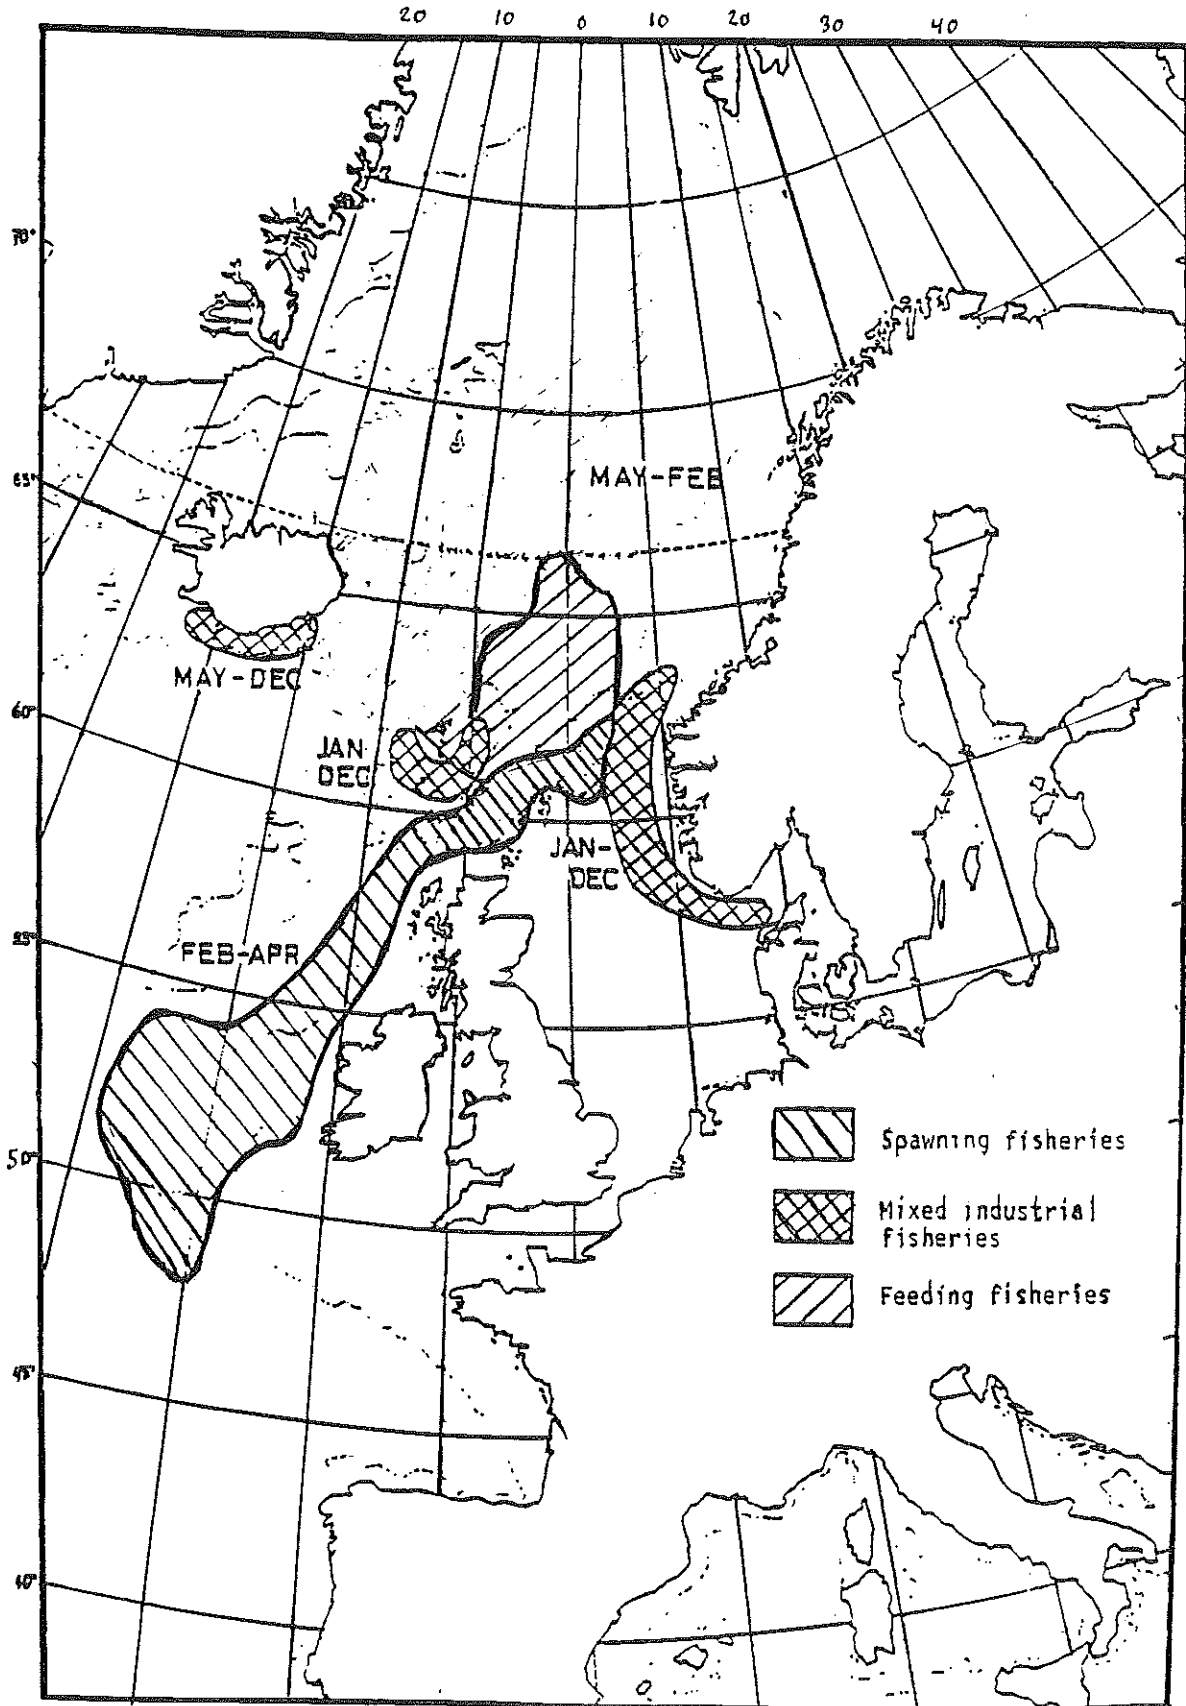 20 10 0 10 20 30 40
70°
65°
MAY-FEB
MAY-DEC
60°
JAN
DEC
JAN-
DEC
55°
FEB-APR
50°
Spawning fisheries
Mixed industrial
fisheries
Feeding fisheries
45°
40°